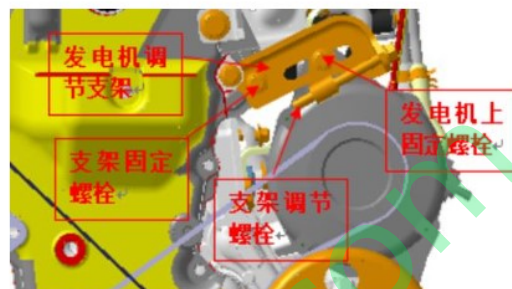 发电机调
节支架
发电机上
固定螺栓
支架固定
螺栓
支架调节
螺栓